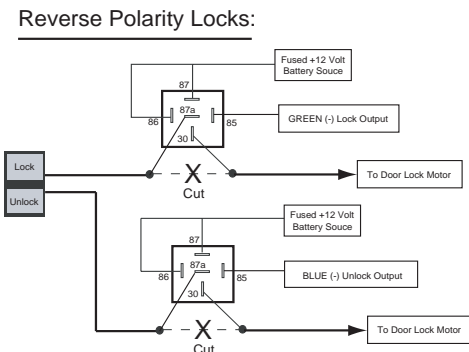 Reverse Polarity Locks:
Fused +12 Volt
Battery Souce
87
87a
86
85
GREEN (-) Lock Output
30
Lock
X
To Door Lock Motor
Cut
Unlock
Fused +12 Volt
Battery Souce
87
87a
86
85
BLUE (-) Unlock Output
30
X
To Door Lock Motor
Cut